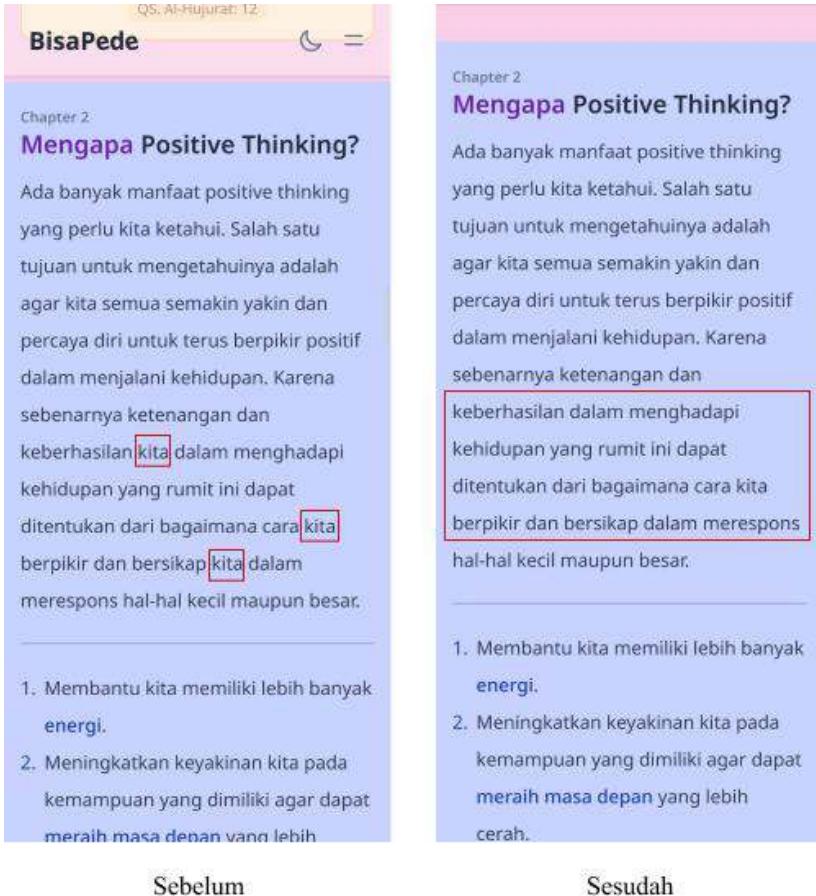 QS. Al-Hujurat: 12
BisaPede
Chapter 2
Mengapa Positive Thinking?
Ada banyak manfaat positive thinking
yang perlu kita ketahui. Salah satu
tujuan untuk mengetahuinya adalah
agar kita semua semakin yakin dan
percaya diri untuk terus berpikir positif
dalam menjalani kehidupan. Karena
sebenarnya ketenangan dan
keberhasilan kita dalam menghadapi
kehidupan yang rumit ini dapat
ditentukan dari bagaimana cara kita
berpikir dan bersikap kita dalam
merespons hal-hal kecil maupun besar.
1. Membantu kita memiliki lebih banyak
energi.
2. Meningkatkan keyakinan kita pada
kemampuan yang dimiliki agar dapat
meraih masa depan yang lebih
Sebelum
Chapter 2
Mengapa Positive Thinking?
Ada banyak manfaat positive thinking
yang perlu kita ketahui. Salah satu
tujuan untuk mengetahuinya adalah
agar kita semua semakin yakin dan
percaya diri untuk terus berpikir positif
dalam menjalani kehidupan. Karena
sebenarnya ketenangan dan
keberhasilan dalam menghadapi
kehidupan yang rumit ini dapat
ditentukan dari bagaimana cara kita
berpikir dan bersikap dalam merespons
hal-hal kecil maupun besar.
1. Membantu kita memiliki lebih banyak
energi.
2. Meningkatkan keyakinan kita pada
kemampuan yang dimiliki agar dapat
meraih masa depan yang lebih
cerah.
Sesudah